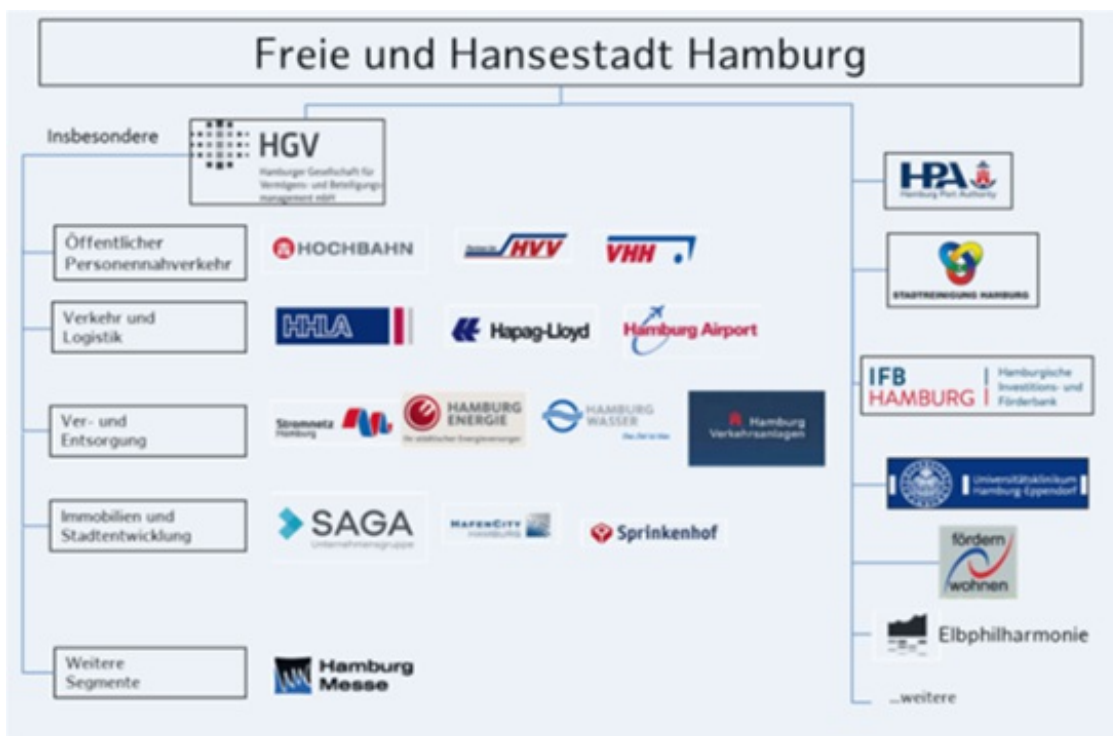 Freie und Hansestadt Hamburg
Insbesondere
HGV
Hamburger Gesellschaft für
Vermögens- und Beteiligungs-
management mbH
Öffentlicher
Personennahverkehr
HOCHBAHN
HVV
VHH
Verkehr und
Logistik
HHLA
Hapag-Lloyd
Hamburg Airport
Ver- und
Entsorgung
Stromnetz
Hamburg
HAMBURG
ENERGIE
HAMBURG
WASSER
Hamburg
Verkehrsanlagen
Immobilien und
Stadtentwicklung
SAGA
Unternehmensgruppe
HAFENCITY
HAMBURG
Sprinkenhof
Weitere
Segmente
Hamburg
Messe
HPA
Hamburg Port Authority
STADTREINIGUNG HAMBURG
IFB
HAMBURG
Hamburgische
Investitions- und
Förderbank
Universitätsklinikum
Hamburg-Eppendorf
fördern
wohnen
Elbphilharmonie
...weitere